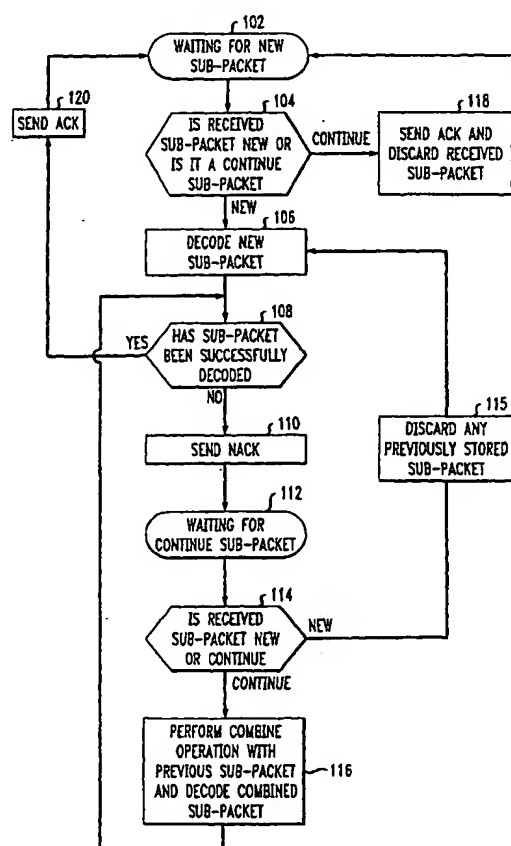 102
WAITING FOR NEW
SUB-PACKET
120
SEND ACK
104
IS RECEIVED
SUB-PACKET NEW OR
IS IT A CONTINUE
SUB-PACKET
CONTINUE
118
SEND ACK AND
DISCARD RECEIVED
SUB-PACKET
NEW
106
DECODE NEW
SUB-PACKET
108
YES
HAS SUB-PACKET
BEEN SUCCESSFULLY
DECODED
NO
110
SEND NACK
115
DISCARD ANY
PREVIOUSLY STORED
SUB-PACKET
112
WAITING FOR
CONTINUE SUB-PACKET
114
IS RECEIVED
SUB-PACKET NEW
OR CONTINUE
NEW
CONTINUE
PERFORM COMBINE
OPERATION WITH
PREVIOUS SUB-PACKET
AND DECODE COMBINED
SUB-PACKET
116